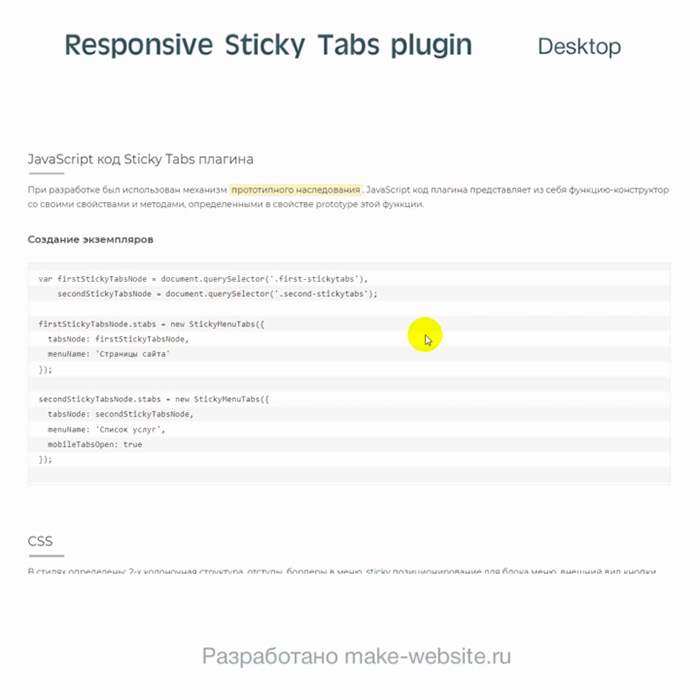 Responsive Sticky Tabs plugin Desktop
JavaScript код Sticky Tabs плагина
При разработке был использован механизм прототипного наследования. JavaScript код плагина представляет из себя функцию-конструктор
со своими свойствами и методами, определенными в свойстве prototype этой функции.
Создание экземпляров
var firstStickyTabsNode = document.querySelector('.first-stickytabs'),
secondStickyTabsNode = document.querySelector('.second-stickytabs');
firstStickyTabsNode.stabs = new StickyMenuTabs({
tabsNode: firstStickyTabsNode,
menuName: 'Страницы сайта'
});
secondStickyTabsNode.stabs = new StickyMenuTabs({
tabsNode: secondStickyTabsNode,
menuName: 'Список услуг',
mobileTabsOpen: true
});
CSS
В стилях определены: 2-х колоночная структура, отступы, бордеры в меню, sticky позиционирование для блока меню, внешний вид кнопки
Разработано make-website.ru